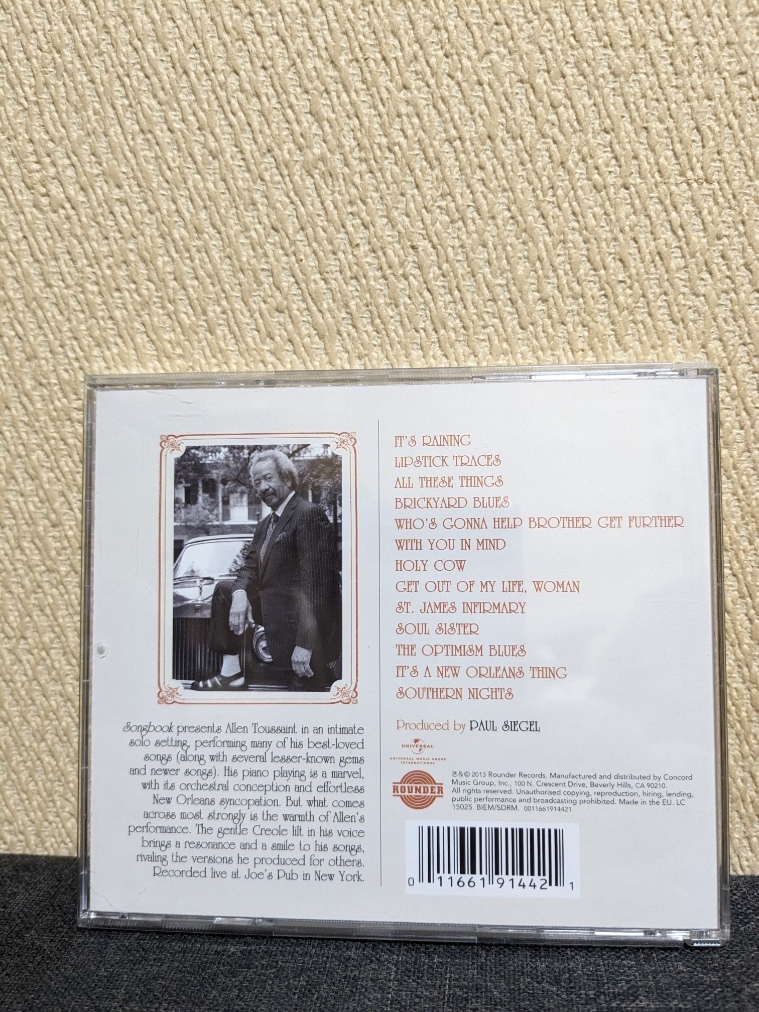 Songbook presents Allen Toussaint in an intimate
solo setting, performing many of his best-loved
songs (along with several lesser-known gems
and newer songs). His piano playing is a marvel,
with its orchestral conception and effortless
New Orleans syncopation. But what comes
across most strongly is the warmth of Allen's
performance. The gentle Creole lilt in his voice
brings a resonance and a smile to his songs,
rivaling the versions he produced for others.
Recorded live at Joe's Pub in New York.
IT'S RAINING
LIPSTICK TRACES
ALL THESE THINGS
BRICKYARD BLUES
WHO'S GONNA HELP BROTHER GET FURTHER
WITH YOU IN MIND
HOLY COW
GET OUT OF MY LIFE, WOMAN
ST. JAMES INFIRMARY
SOUL SISTER
THE OPTIMISM BLUES
IT'S A NEW ORLEANS THING
SOUTHERN NIGHTS
Produced by PAUL SIEGEL
UNIVERSAL
UNIVERSAL MUSIC GROUP
INTERNATIONAL
ROUNDER
℗&© 2013 Rounder Records. Manufactured and distributed by Concord
Music Group, Inc., 100 N. Crescent Drive, Beverly Hills, CA 90210.
All rights reserved. Unauthorised copying, reproduction, hiring, lending,
public performance and broadcasting prohibited. Made in the EU. LC
15025. BIEM/SDRM. 0011661914421
0 11661 91442 1